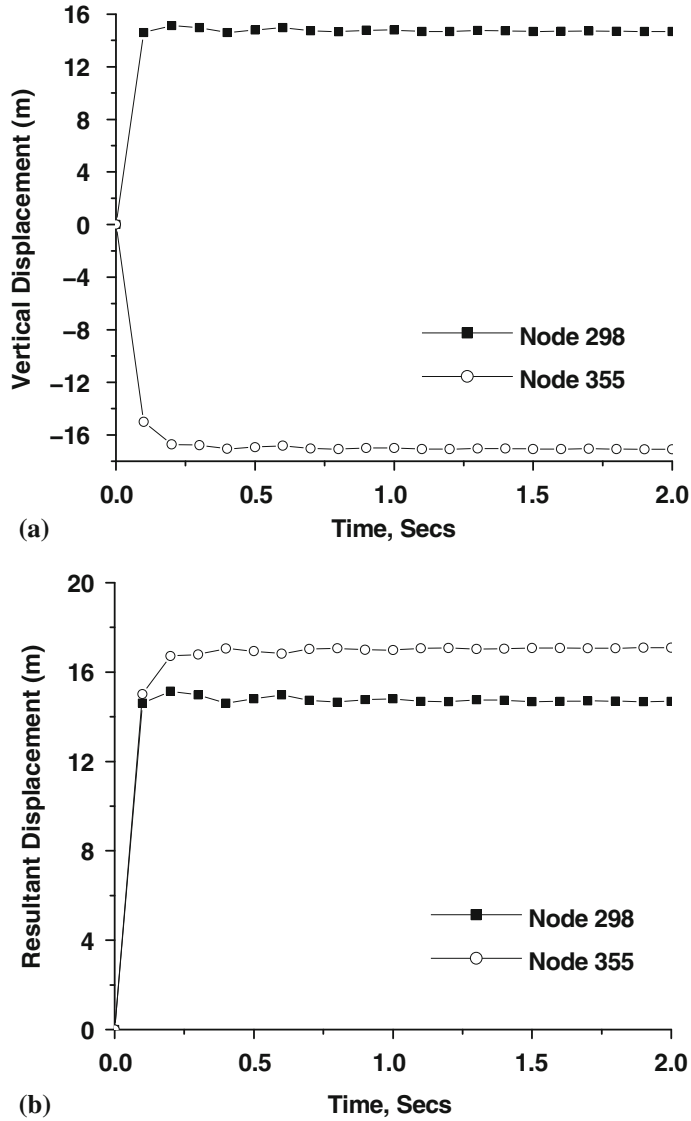 16
12
8
4
0
−4
−8
−12
−16
Vertical Displacement (m)
Node 298
Node 355
0.0 0.5 1.0 1.5 2.0
(a)
Time, Secs
20
16
12
8
4
0
Resultant Displacement (m)
Node 298
Node 355
0.0 0.5 1.0 1.5 2.0
(b)
Time, Secs